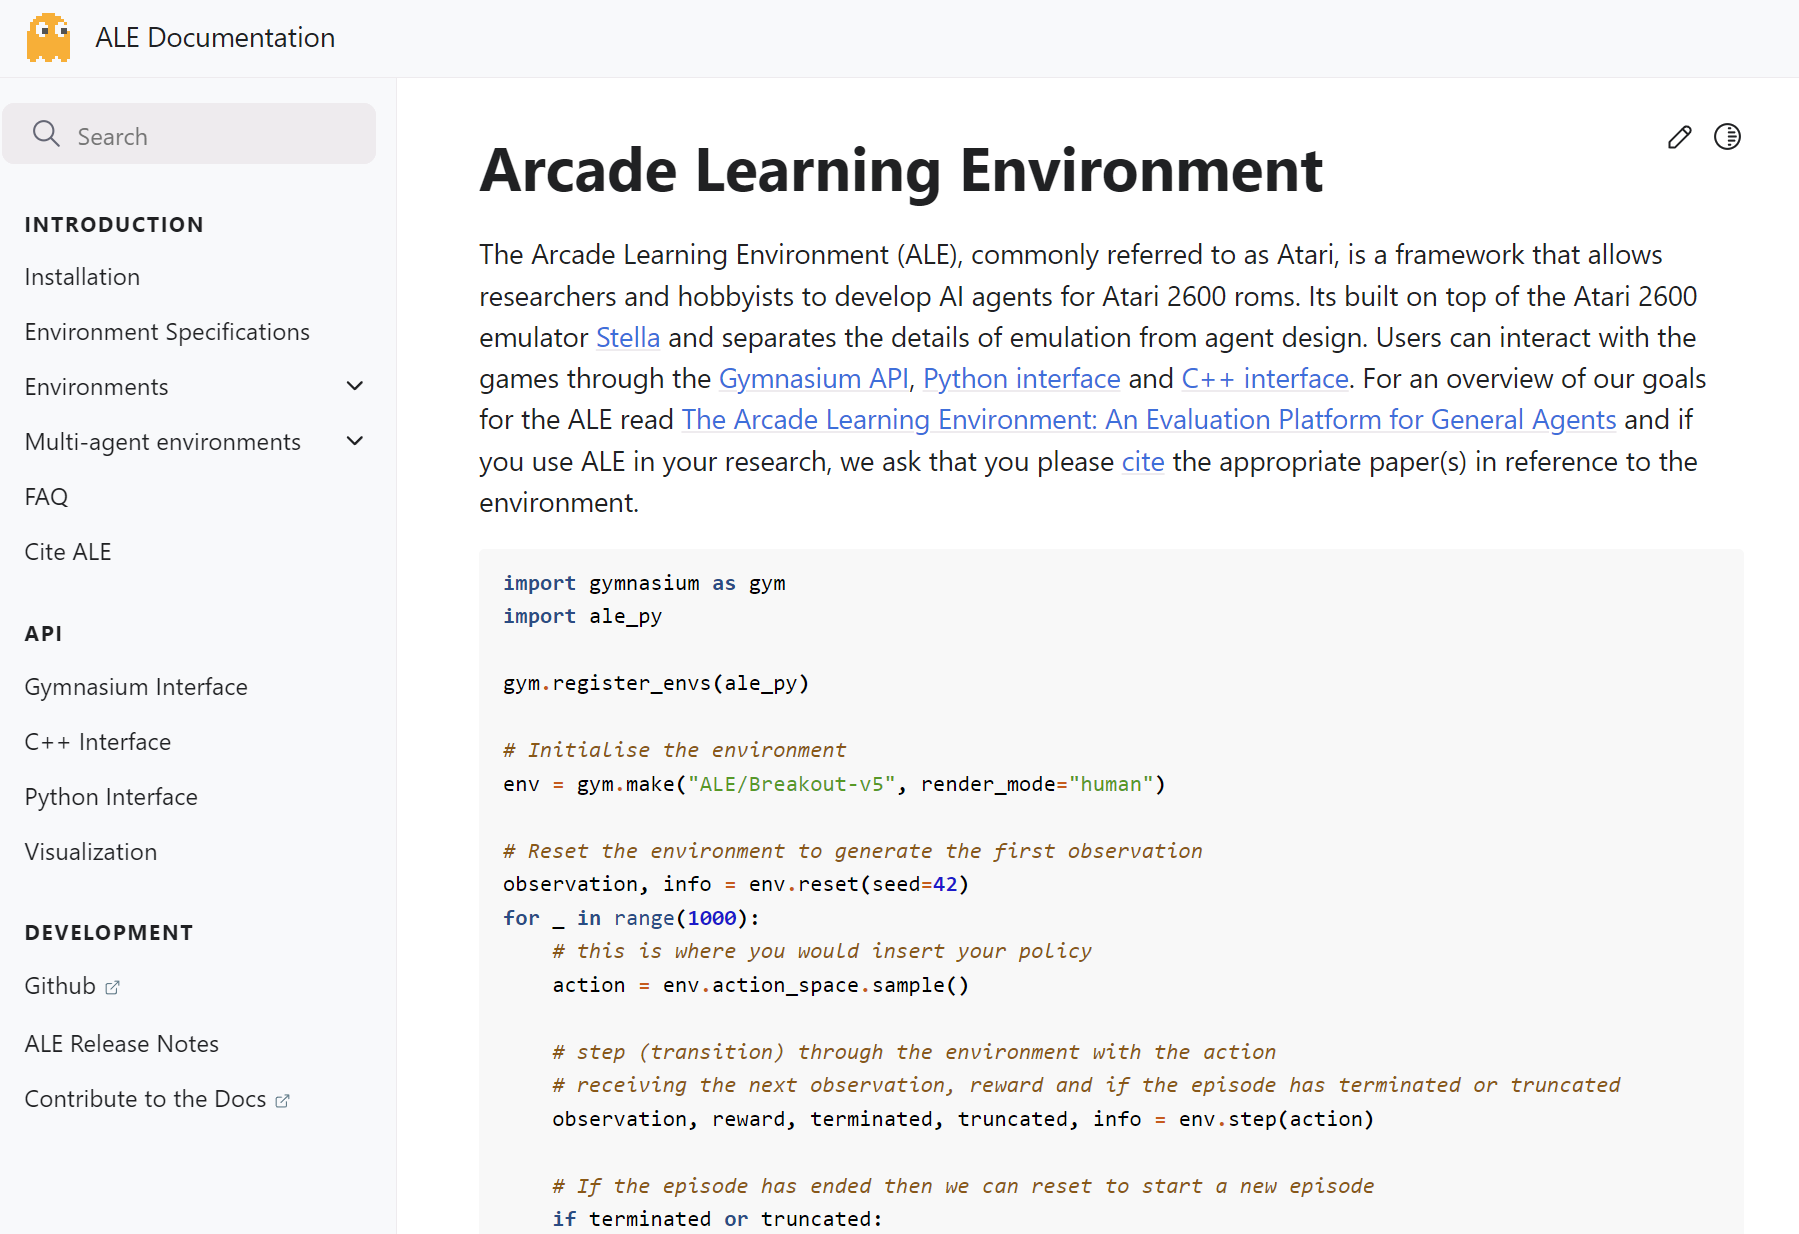 ALE Documentation
Search
INTRODUCTION
Installation
Environment Specifications
Environments
Multi-agent environments
FAQ
Cite ALE
API
Gymnasium Interface
C++ Interface
Python Interface
Visualization
DEVELOPMENT
Github
ALE Release Notes
Contribute to the Docs
Arcade Learning Environment
The Arcade Learning Environment (ALE), commonly referred to as Atari, is a framework that allows
researchers and hobbyists to develop AI agents for Atari 2600 roms. Its built on top of the Atari 2600
emulator Stella and separates the details of emulation from agent design. Users can interact with the
games through the Gymnasium API, Python interface and C++ interface. For an overview of our goals
for the ALE read The Arcade Learning Environment: An Evaluation Platform for General Agents and if
you use ALE in your research, we ask that you please cite the appropriate paper(s) in reference to the
environment.
import gymnasium as gym
import ale_py
gym.register_envs(ale_py)
# Initialise the environment
env = gym.make("ALE/Breakout-v5", render_mode="human")
# Reset the environment to generate the first observation
observation, info = env.reset(seed=42)
for _ in range(1000):
    # this is where you would insert your policy
    action = env.action_space.sample()
    # step (transition) through the environment with the action
    # receiving the next observation, reward and if the episode has terminated or truncated
    observation, reward, terminated, truncated, info = env.step(action)
    # If the episode has ended then we can reset to start a new episode
    if terminated or truncated: